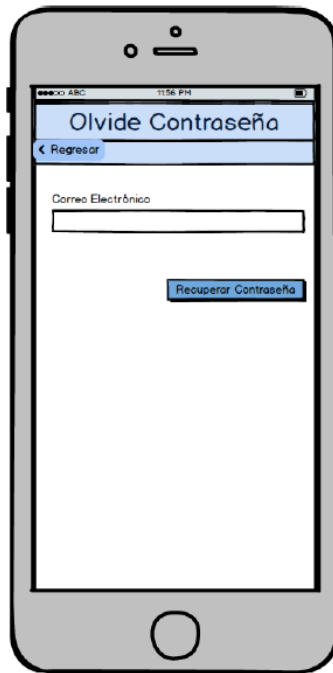 ABC 11:56 PM
Olvide Contraseña
Regresar
Correo Electrónico
Recuperar Contraseña